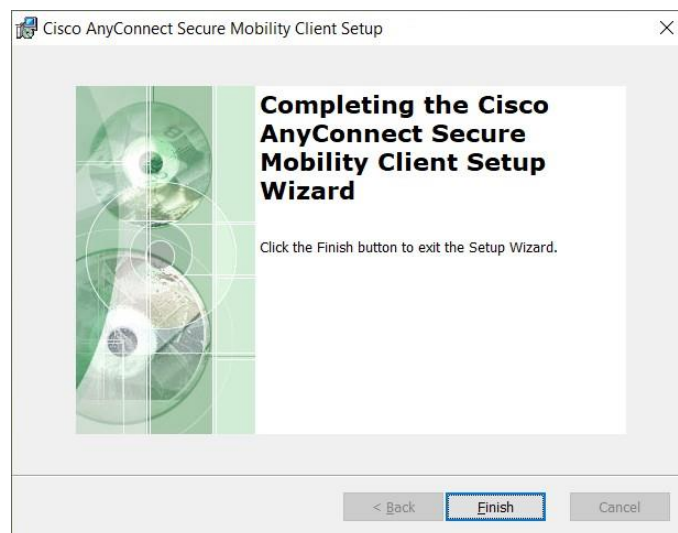 Cisco AnyConnect Secure Mobility Client Setup
Completing the Cisco
AnyConnect Secure
Mobility Client Setup
Wizard
Click the Finish button to exit the Setup Wizard.
< Back
Finish
Cancel